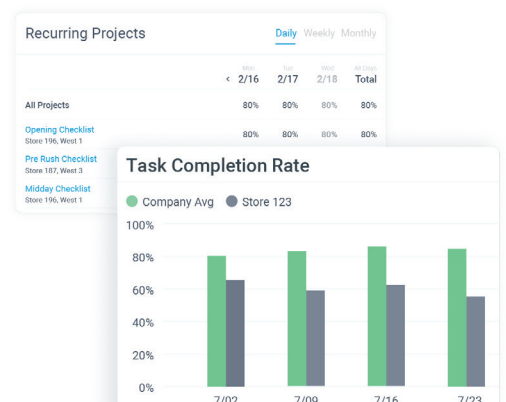 Recurring Projects
Daily Weekly Monthly
Mon Tue Wed All Days
< 2/16 2/17 2/18 Total
All Projects 80% 80% 80% 80%
Opening Checklist
Store 196, West 1
80% 80% 80% 80%
Pre Rush Checklist
Store 187, West 3
Midday Checklist
Store 196, West 1
Task Completion Rate
Company Avg Store 123
100%
80%
60%
40%
20%
0%
7/02 7/09 7/16 7/23